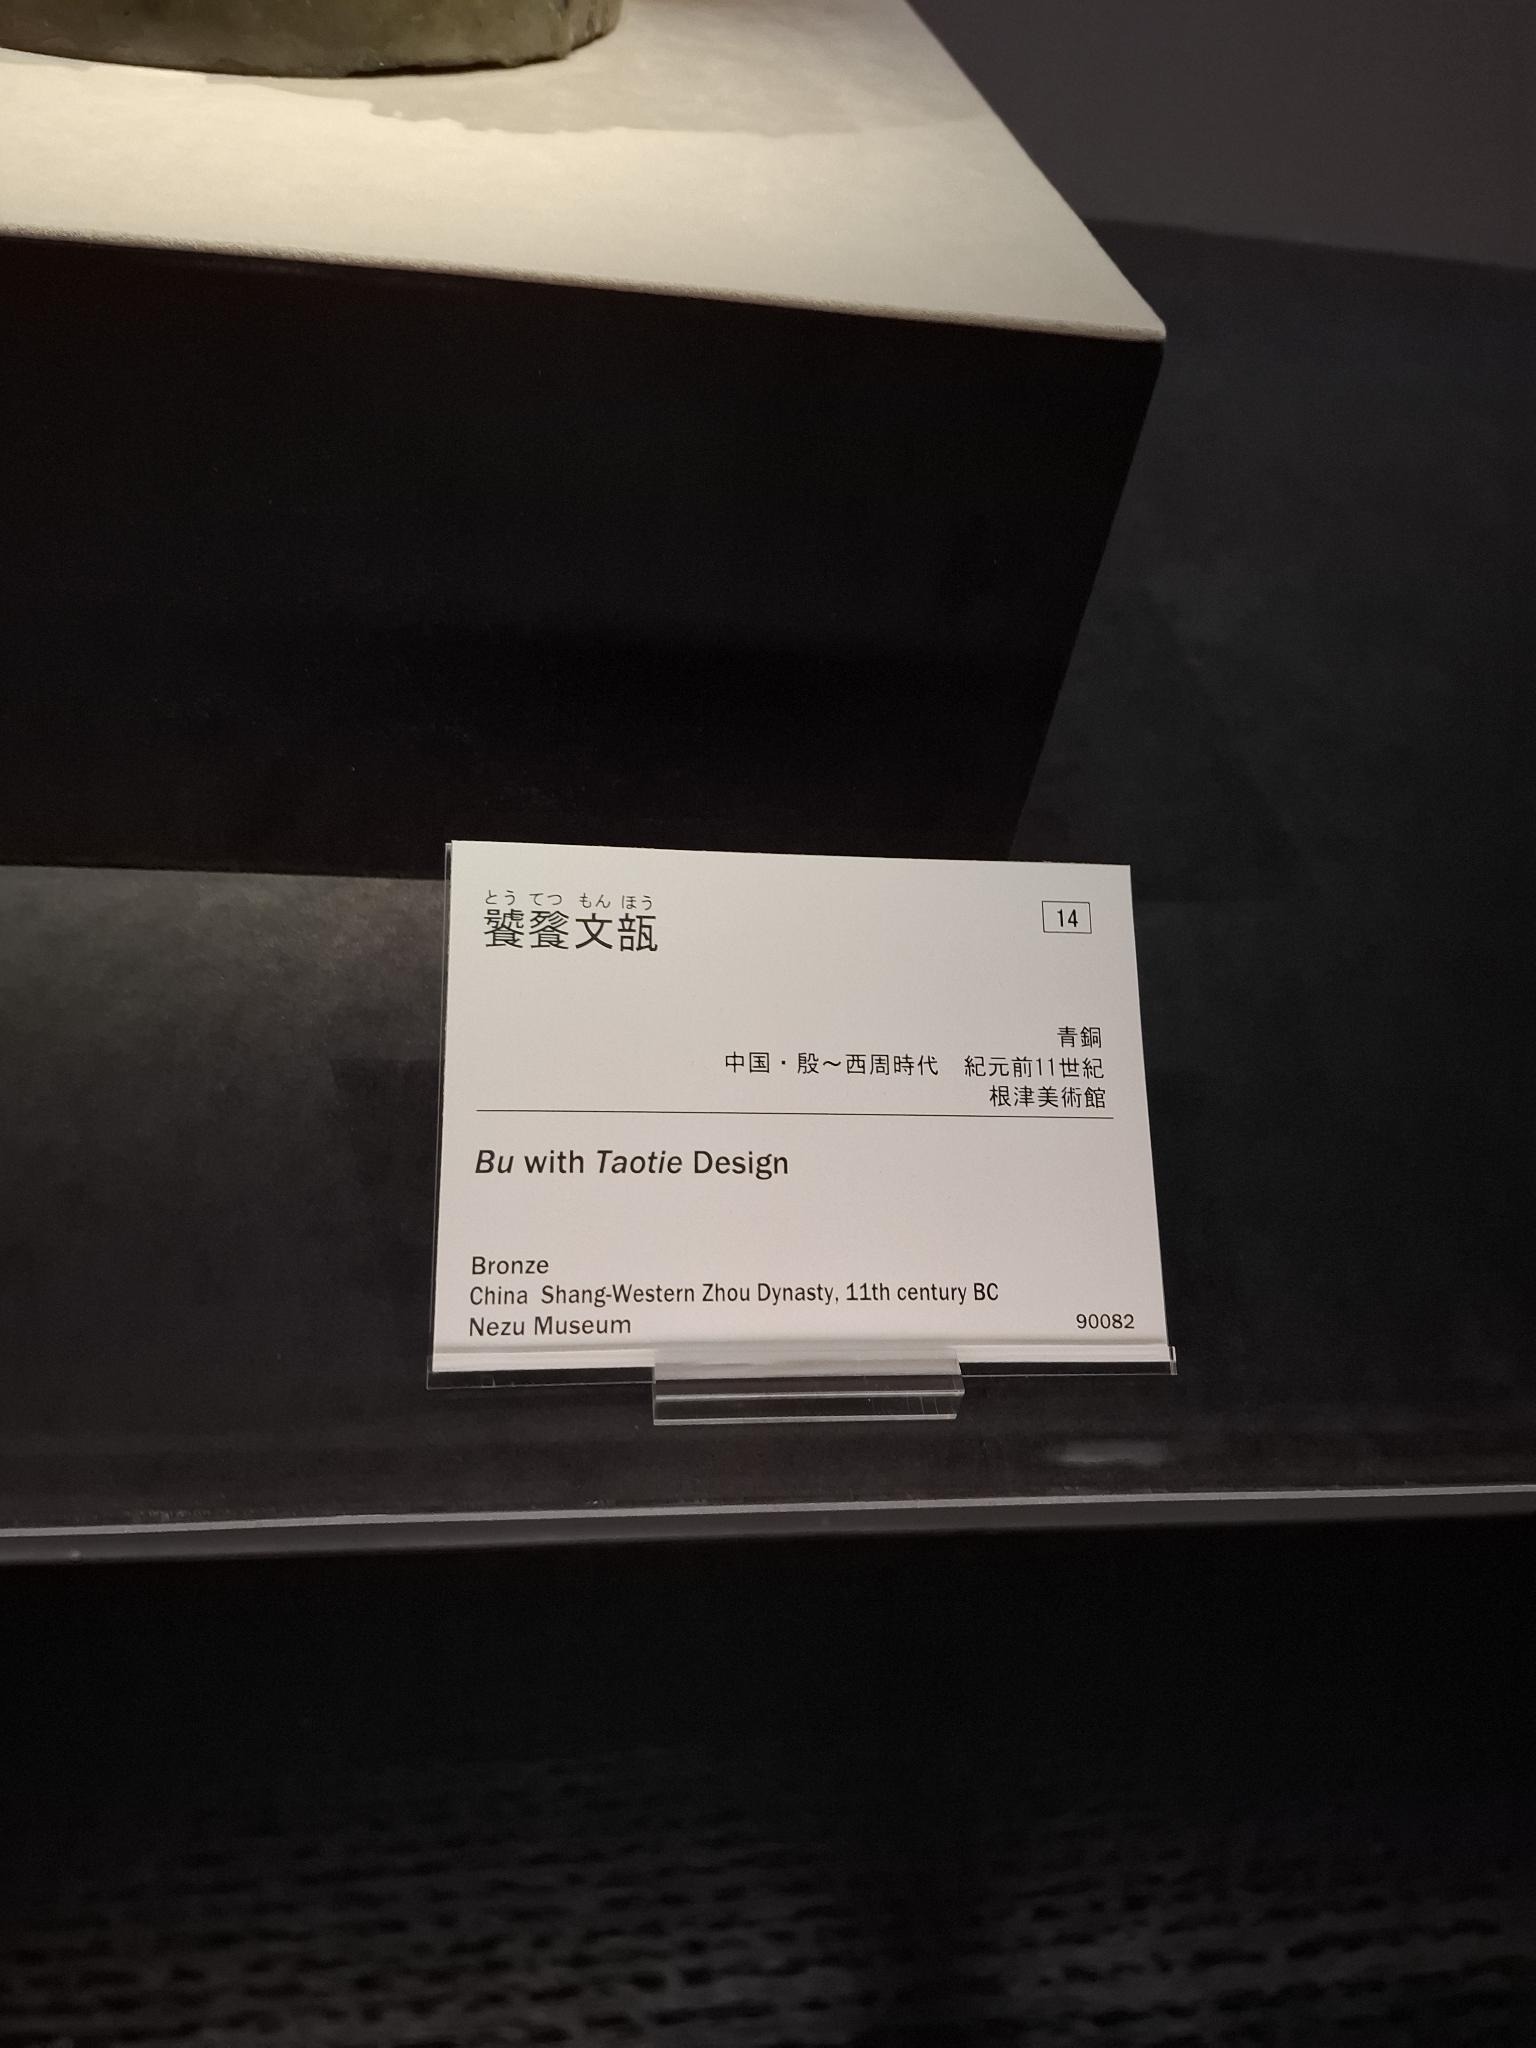 とう てつ もん ほう
饕餮文瓿
14
青銅
中国・殷～西周時代　紀元前11世紀
根津美術館
Bu with Taotie Design
Bronze
China  Shang-Western Zhou Dynasty, 11th century BC
Nezu Museum
90082